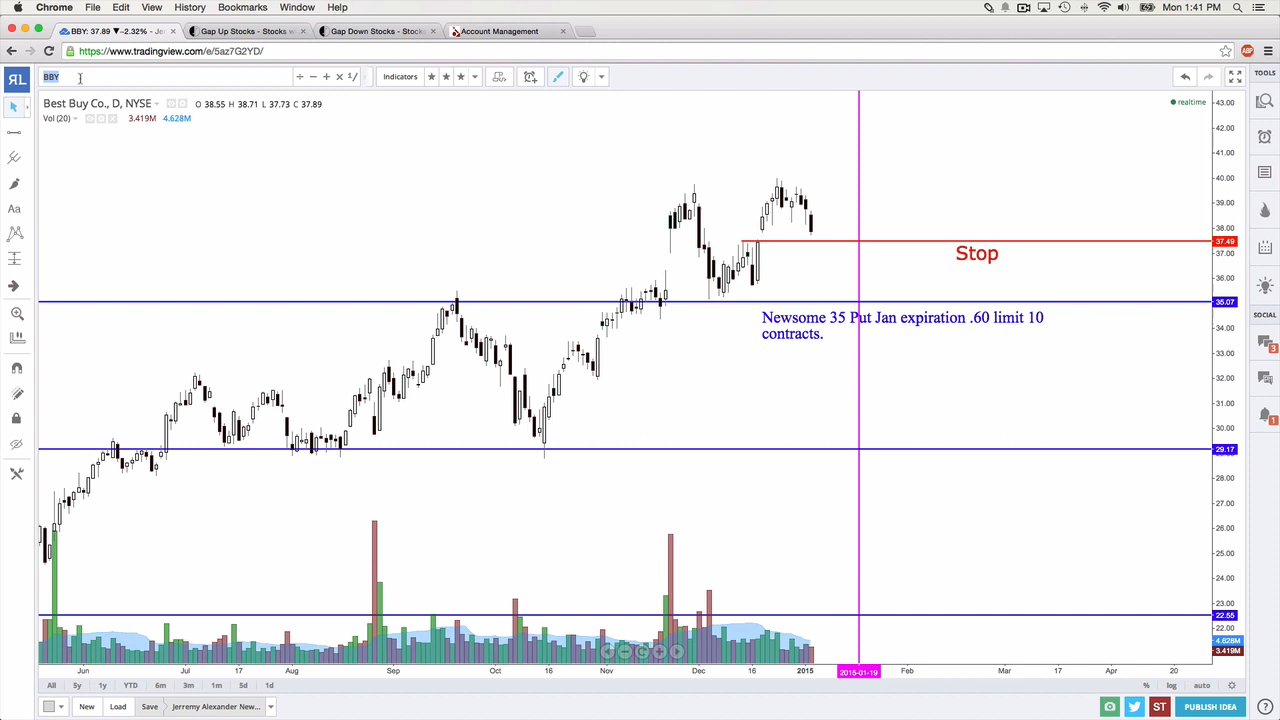 Chrome File Edit View History Bookmarks Window Help Mon 1:41 PM
BBY: 37.89 ▼−2.32% - Je Gap Up Stocks - Stocks w Gap Down Stocks - Stocks Account Management
https://www.tradingview.com/e/5az7G2YD/ ABP
ЯL BBY ÷ − + × 1/ Indicators TOOLS
Best Buy Co., D, NYSE O 38.55 H 38.71 L 37.73 C 37.89 realtime
Vol (20) 3.419M 4.628M
43.00
42.00
41.00
40.00
39.00
38.00
37.49
Stop
37.00
36.00
35.07
Newsome 35 Put Jan expiration .60 limit 10
contracts.
34.00
33.00
32.00
31.00
30.00
29.17
28.00
27.00
26.00
25.00
24.00
23.00
22.55
22.00
4.628M
3.419M
Aa
SOCIAL
3
1
Jun Jul 17 Aug Sep Oct 16 Nov Dec 16 2015 2015-01-19 Feb Mar Apr 20
All 5y 1y YTD 6m 3m 1m 5d 1d % log auto
New Load Save Jerremy Alexander New... ST PUBLISH IDEA